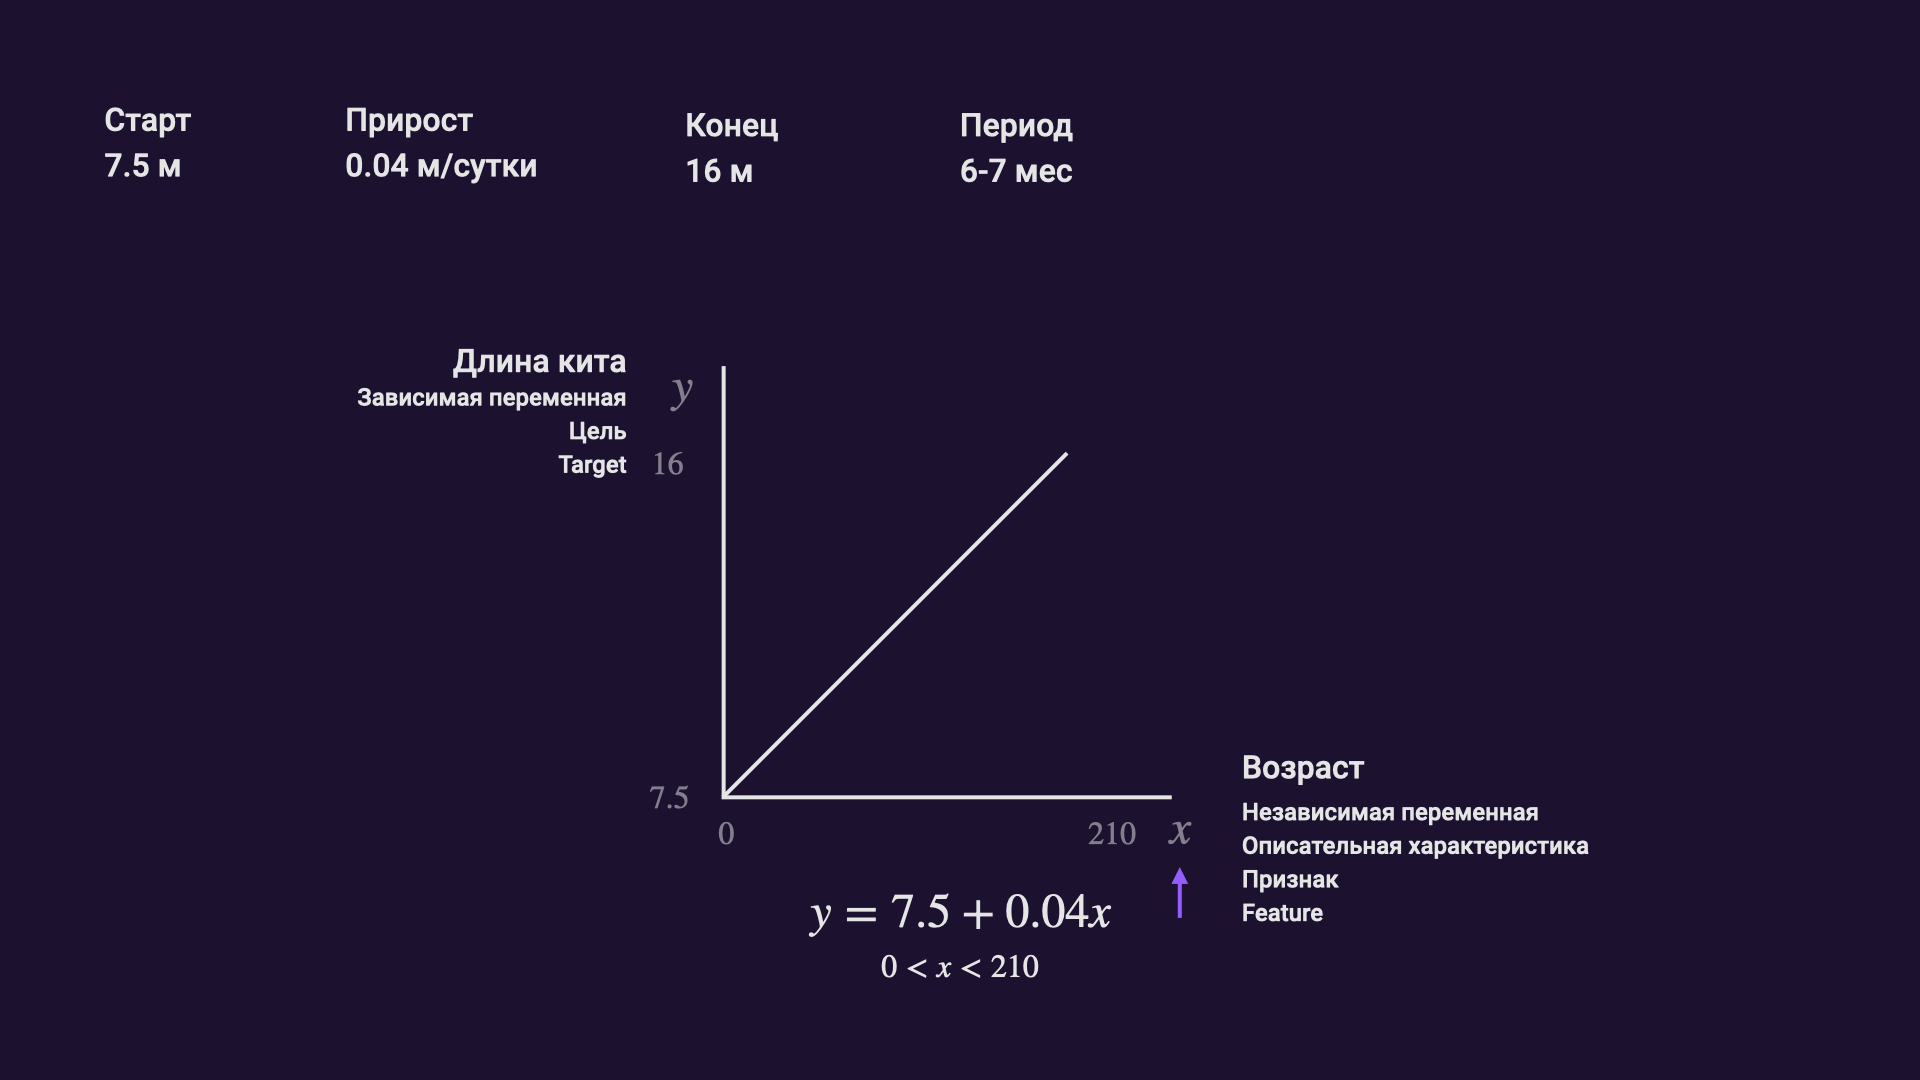 Старт
7.5 м
Прирост
0.04 м/сутки
Конец
16 м
Период
6-7 мес
Длина кита
Зависимая переменная
Цель
Target
y
16
7.5
0
210
x
Возраст
Независимая переменная
Описательная характеристика
Признак
Feature
y = 7.5 + 0.04x
0 < x < 210